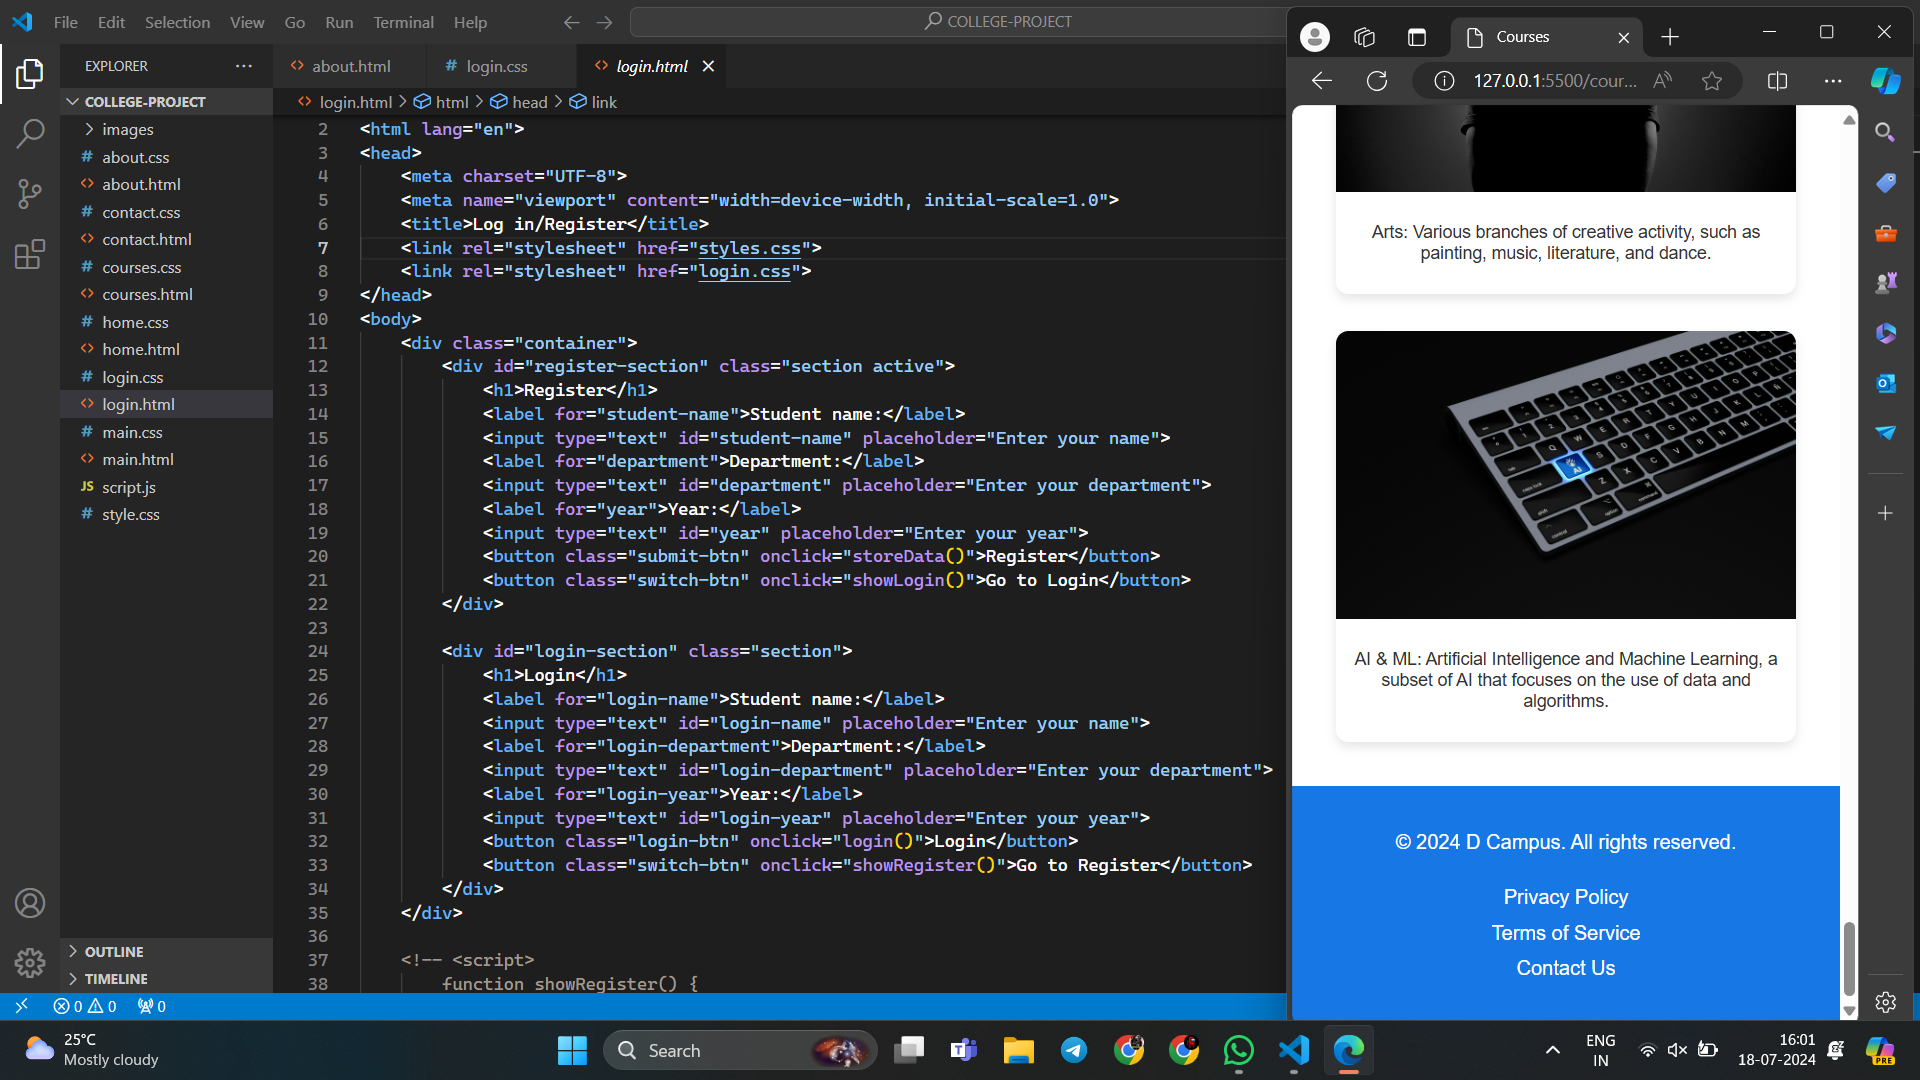 File Edit Selection View Go Run Terminal Help
COLLEGE-PROJECT
EXPLORER
COLLEGE-PROJECT
images
# about.css
<> about.html
# contact.css
<> contact.html
# courses.css
<> courses.html
# home.css
<> home.html
# login.css
<> login.html
# main.css
<> main.html
JS script.js
# style.css
OUTLINE
TIMELINE
<> about.html
# login.css
<> login.html
<> login.html > html > head > link
2 <html lang="en">
3 <head>
4 <meta charset="UTF-8">
5 <meta name="viewport" content="width=device-width, initial-scale=1.0">
6 <title>Log in/Register</title>
7 <link rel="stylesheet" href="styles.css">
8 <link rel="stylesheet" href="login.css">
9 </head>
10 <body>
11 <div class="container">
12 <div id="register-section" class="section active">
13 <h1>Register</h1>
14 <label for="student-name">Student name:</label>
15 <input type="text" id="student-name" placeholder="Enter your name">
16 <label for="department">Department:</label>
17 <input type="text" id="department" placeholder="Enter your department">
18 <label for="year">Year:</label>
19 <input type="text" id="year" placeholder="Enter your year">
20 <button class="submit-btn" onclick="storeData()">Register</button>
21 <button class="switch-btn" onclick="showLogin()">Go to Login</button>
22 </div>
23
24 <div id="login-section" class="section">
25 <h1>Login</h1>
26 <label for="login-name">Student name:</label>
27 <input type="text" id="login-name" placeholder="Enter your name">
28 <label for="login-department">Department:</label>
29 <input type="text" id="login-department" placeholder="Enter your department">
30 <label for="login-year">Year:</label>
31 <input type="text" id="login-year" placeholder="Enter your year">
32 <button class="login-btn" onclick="login()">Login</button>
33 <button class="switch-btn" onclick="showRegister()">Go to Register</button>
34 </div>
35 </div>
36
37 <!-- <script>
38 function showRegister() {
0 0 0
Courses
127.0.0.1:5500/cour...
Arts: Various branches of creative activity, such as
painting, music, literature, and dance.
AI
AI & ML: Artificial Intelligence and Machine Learning, a
subset of AI that focuses on the use of data and
algorithms.
© 2024 D Campus. All rights reserved.
Privacy Policy
Terms of Service
Contact Us
25°C
Mostly cloudy
Search
ENG
IN
16:01
18-07-2024
PRE